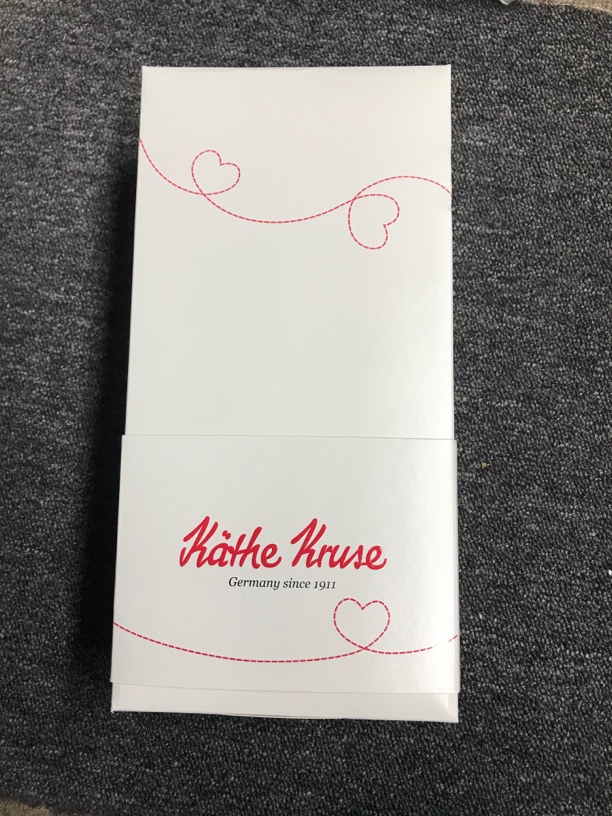 Käthe Kruse
Germany since 1911